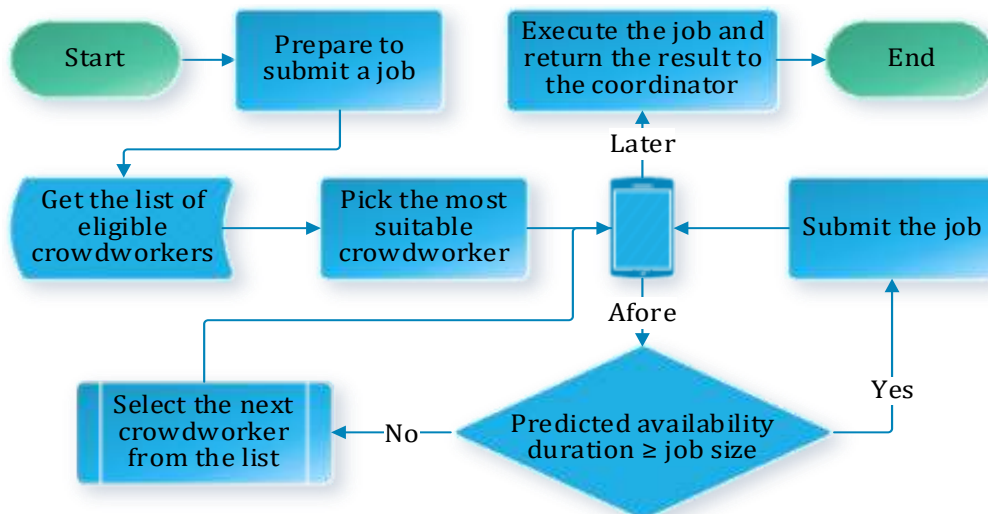 Start
Prepare to
submit a job
Execute the job and
return the result to
the coordinator
End
Later
Get the list of
eligible
crowdworkers
Pick the most
suitable
crowdworker
Submit the job
Afore
Yes
Select the next
crowdworker
from the list
No
Predicted availability
duration ≥ job size